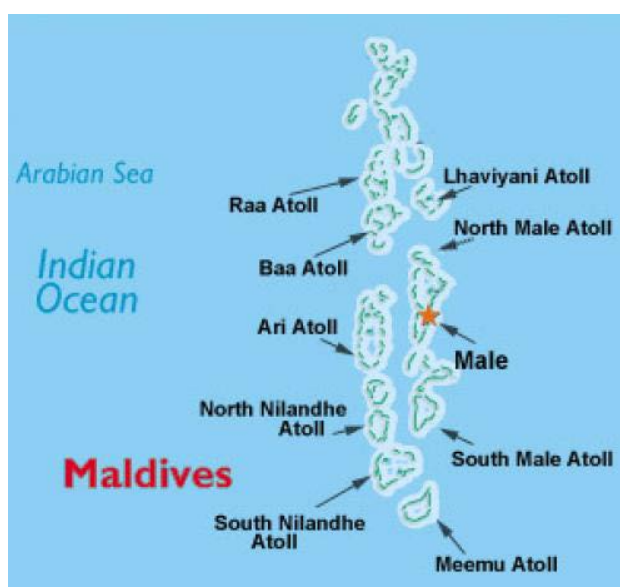 Arabian Sea
Lhaviyani Atoll
Raa Atoll
North Male Atoll
Indian
Ocean
Baa Atoll
Ari Atoll
Male
North Nilandhe
Atoll
South Male Atoll
Maldives
South Nilandhe
Atoll
Meemu Atoll